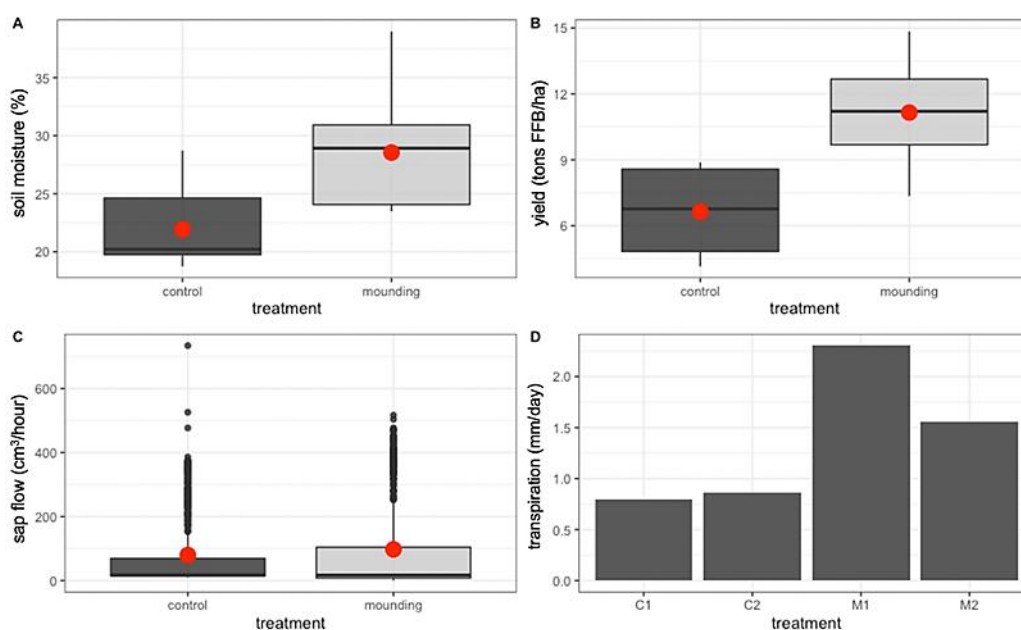 A
soil moisture (%)
35
30
25
20
control
mounding
treatment
B
yield (tons FFB/ha)
15
12
9
6
control
mounding
treatment
C
sap flow (cm³/hour)
600
400
200
0
control
mounding
treatment
D
transpiration (mm/day)
2.0
1.5
1.0
0.5
0.0
C1
C2
M1
M2
treatment